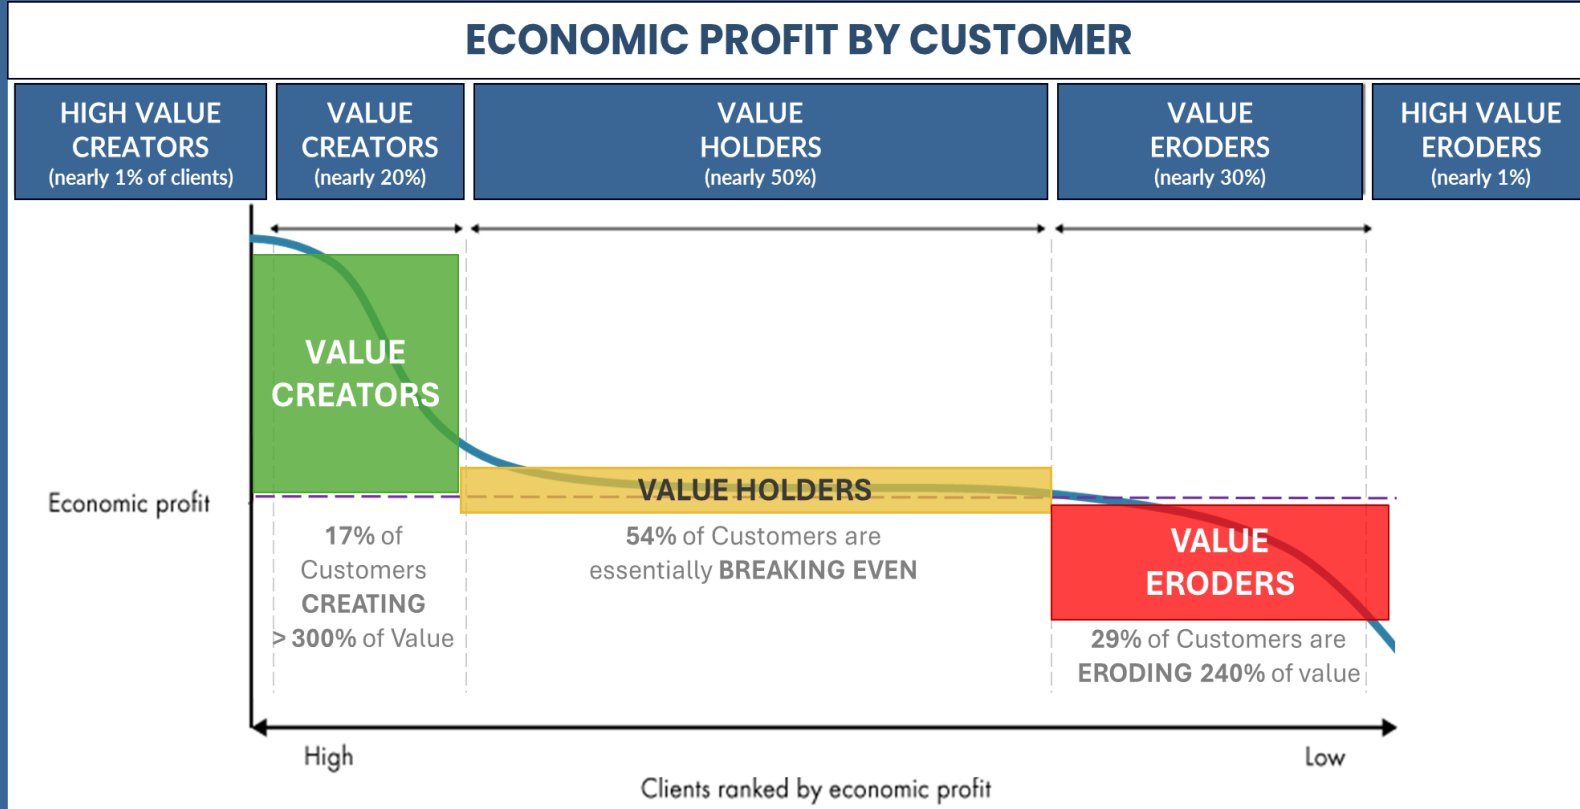 ECONOMIC PROFIT BY CUSTOMER
HIGH VALUE
CREATORS
(nearly 1% of clients)
VALUE
CREATORS
(nearly 20%)
VALUE
HOLDERS
(nearly 50%)
VALUE
ERODERS
(nearly 30%)
HIGH VALUE
ERODERS
(nearly 1%)
VALUE
CREATORS
VALUE HOLDERS
VALUE
ERODERS
Economic profit
17% of
Customers
CREATING
> 300% of Value
54% of Customers are
essentially BREAKING EVEN
29% of Customers are
ERODING 240% of value
High
Low
Clients ranked by economic profit